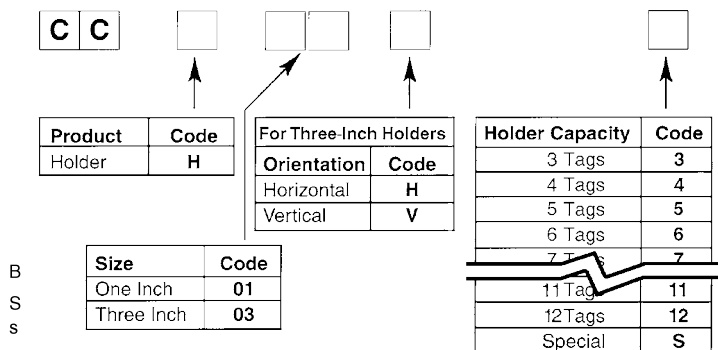 C C
Product Code
Holder H
For Three-Inch Holders
Orientation Code
Horizontal H
Vertical V
Holder Capacity Code
3 Tags 3
4 Tags 4
5 Tags 5
6 Tags 6
7 Tags 7
11 Tags 11
12 Tags 12
Special S
Size Code
One Inch 01
Three Inch 03
B
S
s